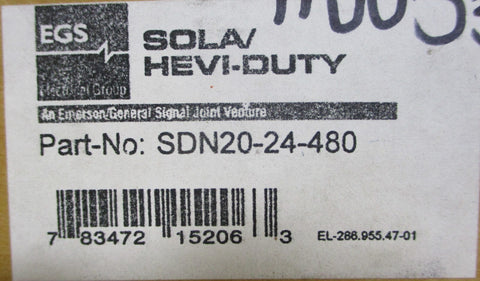 EGS
Electrical Group
SOLA/
HEVI-DUTY
An Emerson/General Signal Joint Venture
Part-No: SDN20-24-480
7 83472 15206 3
EL-266.955.47-01